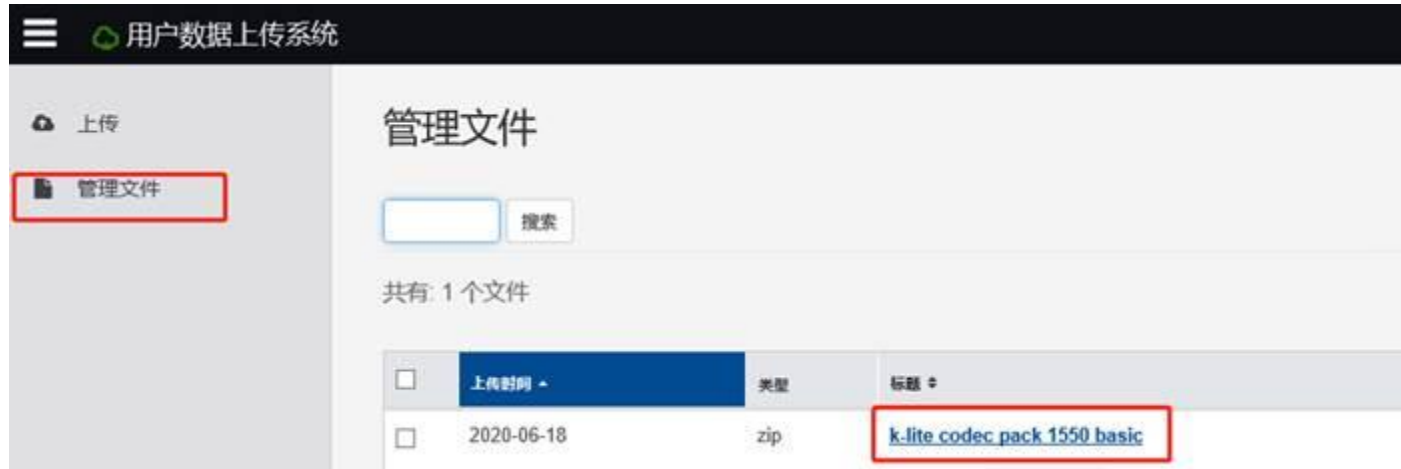 用户数据上传系统
上传
管理文件
管理文件
搜索
共有: 1 个文件
上传时间 类型 标题
2020-06-18 zip k-lite codec pack 1550 basic